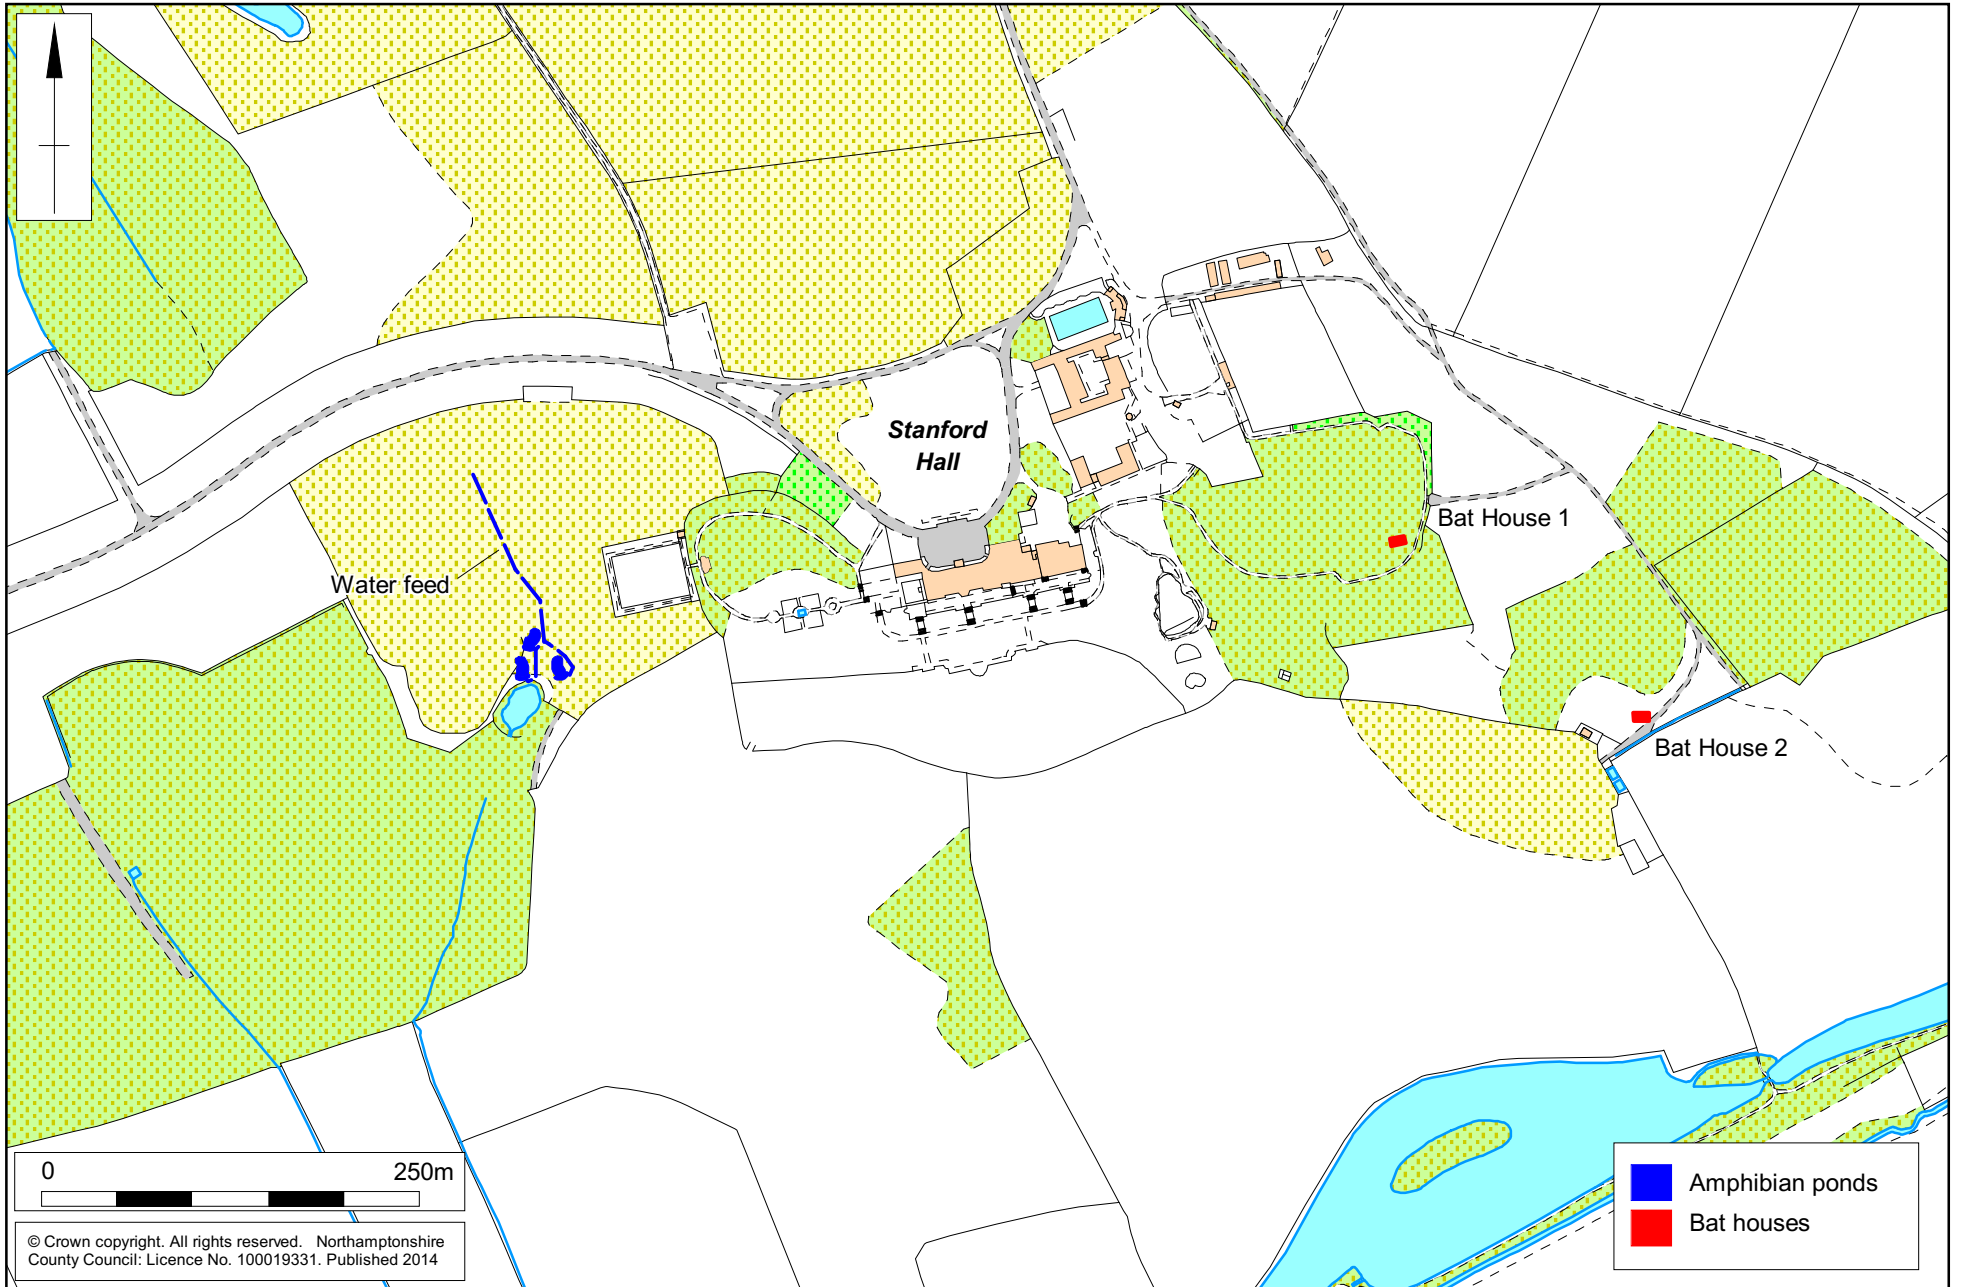 Stanford
Hall
Bat House 1
Water feed
Bat House 2
0 250m
© Crown copyright. All rights reserved. Northamptonshire
County Council: Licence No. 100019331. Published 2014
Amphibian ponds
Bat houses